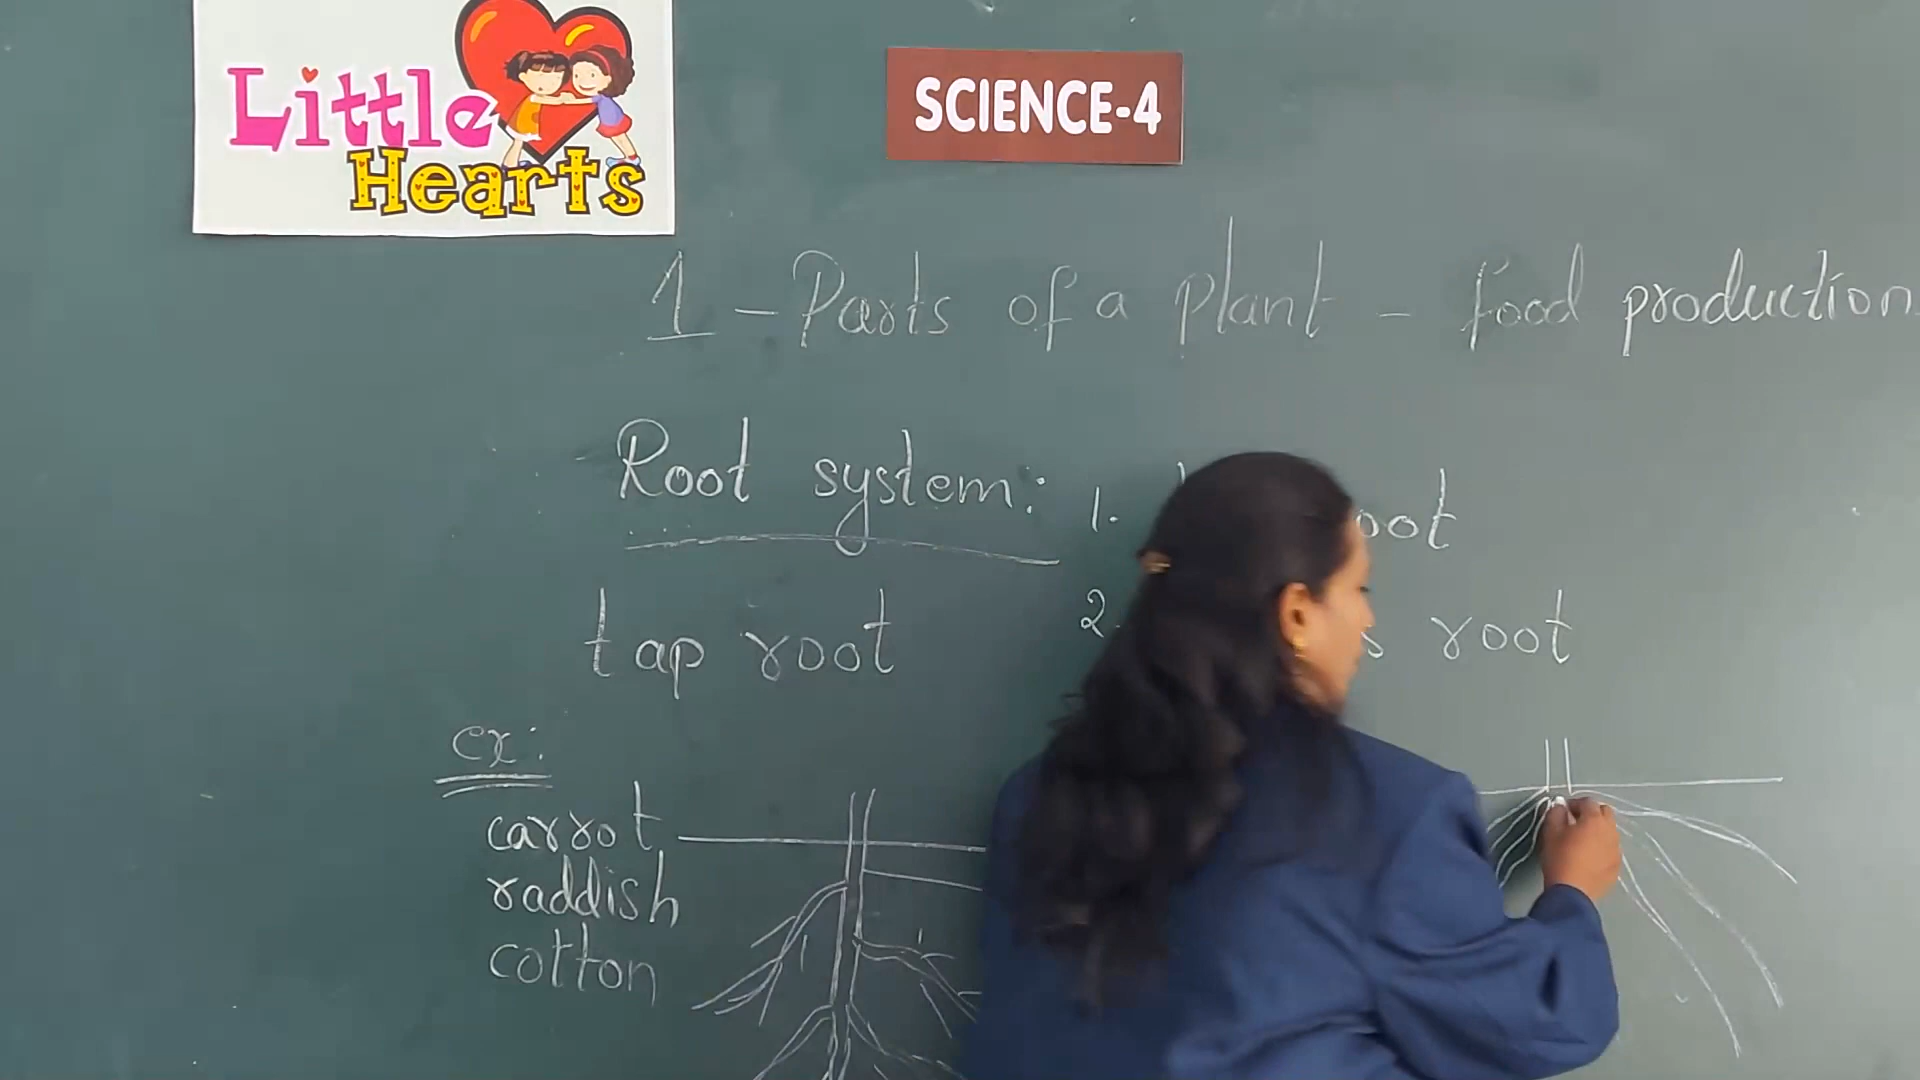 Little
Hearts
SCIENCE-4
1 - Parts of a plant - food production
Root system:
1.
2. root
tap root
ex:
carrot
raddish
cotton